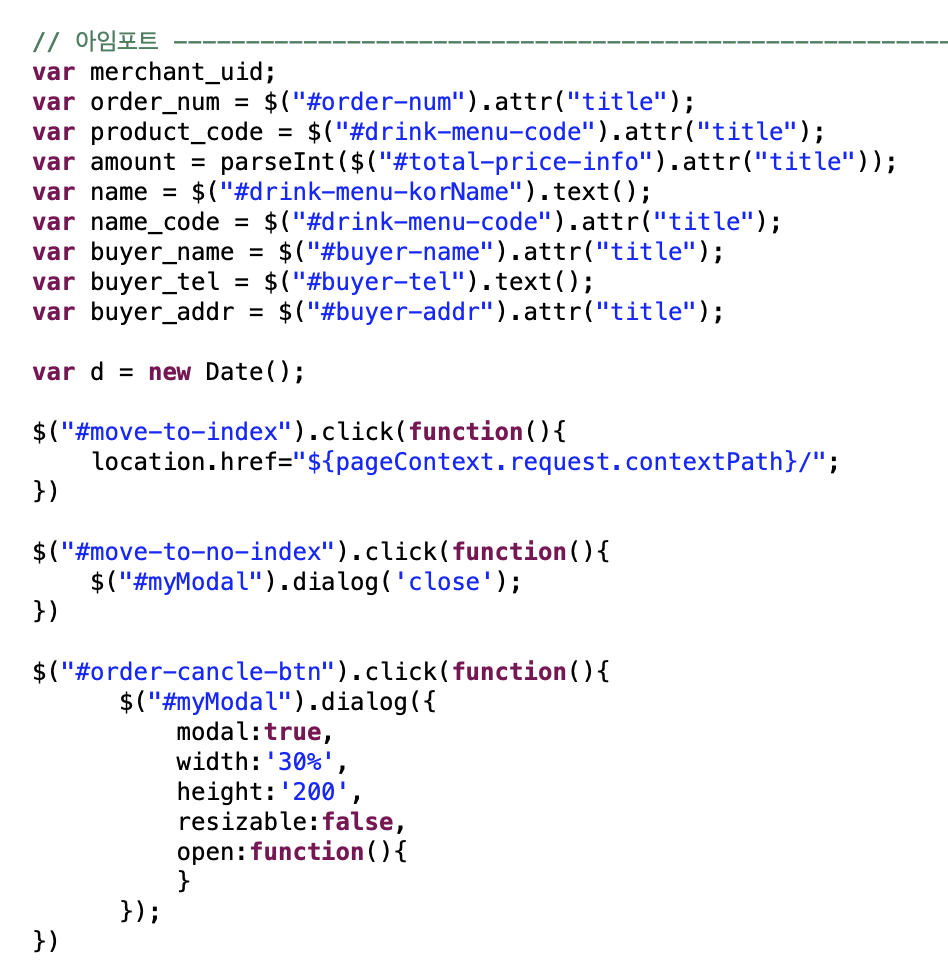 // 아임포트 ------------------------------------------------------
var merchant_uid;
var order_num = $("#order-num").attr("title");
var product_code = $("#drink-menu-code").attr("title");
var amount = parseInt($("#total-price-info").attr("title"));
var name = $("#drink-menu-korName").text();
var name_code = $("#drink-menu-code").attr("title");
var buyer_name = $("#buyer-name").attr("title");
var buyer_tel = $("#buyer-tel").text();
var buyer_addr = $("#buyer-addr").attr("title");
var d = new Date();
$("#move-to-index").click(function(){
location.href="${pageContext.request.contextPath}/";
})
$("#move-to-no-index").click(function(){
$("#myModal").dialog('close');
})
$("#order-cancle-btn").click(function(){
$("#myModal").dialog({
modal:true,
width:'30%',
height:'200',
resizable:false,
open:function(){
}
});
})